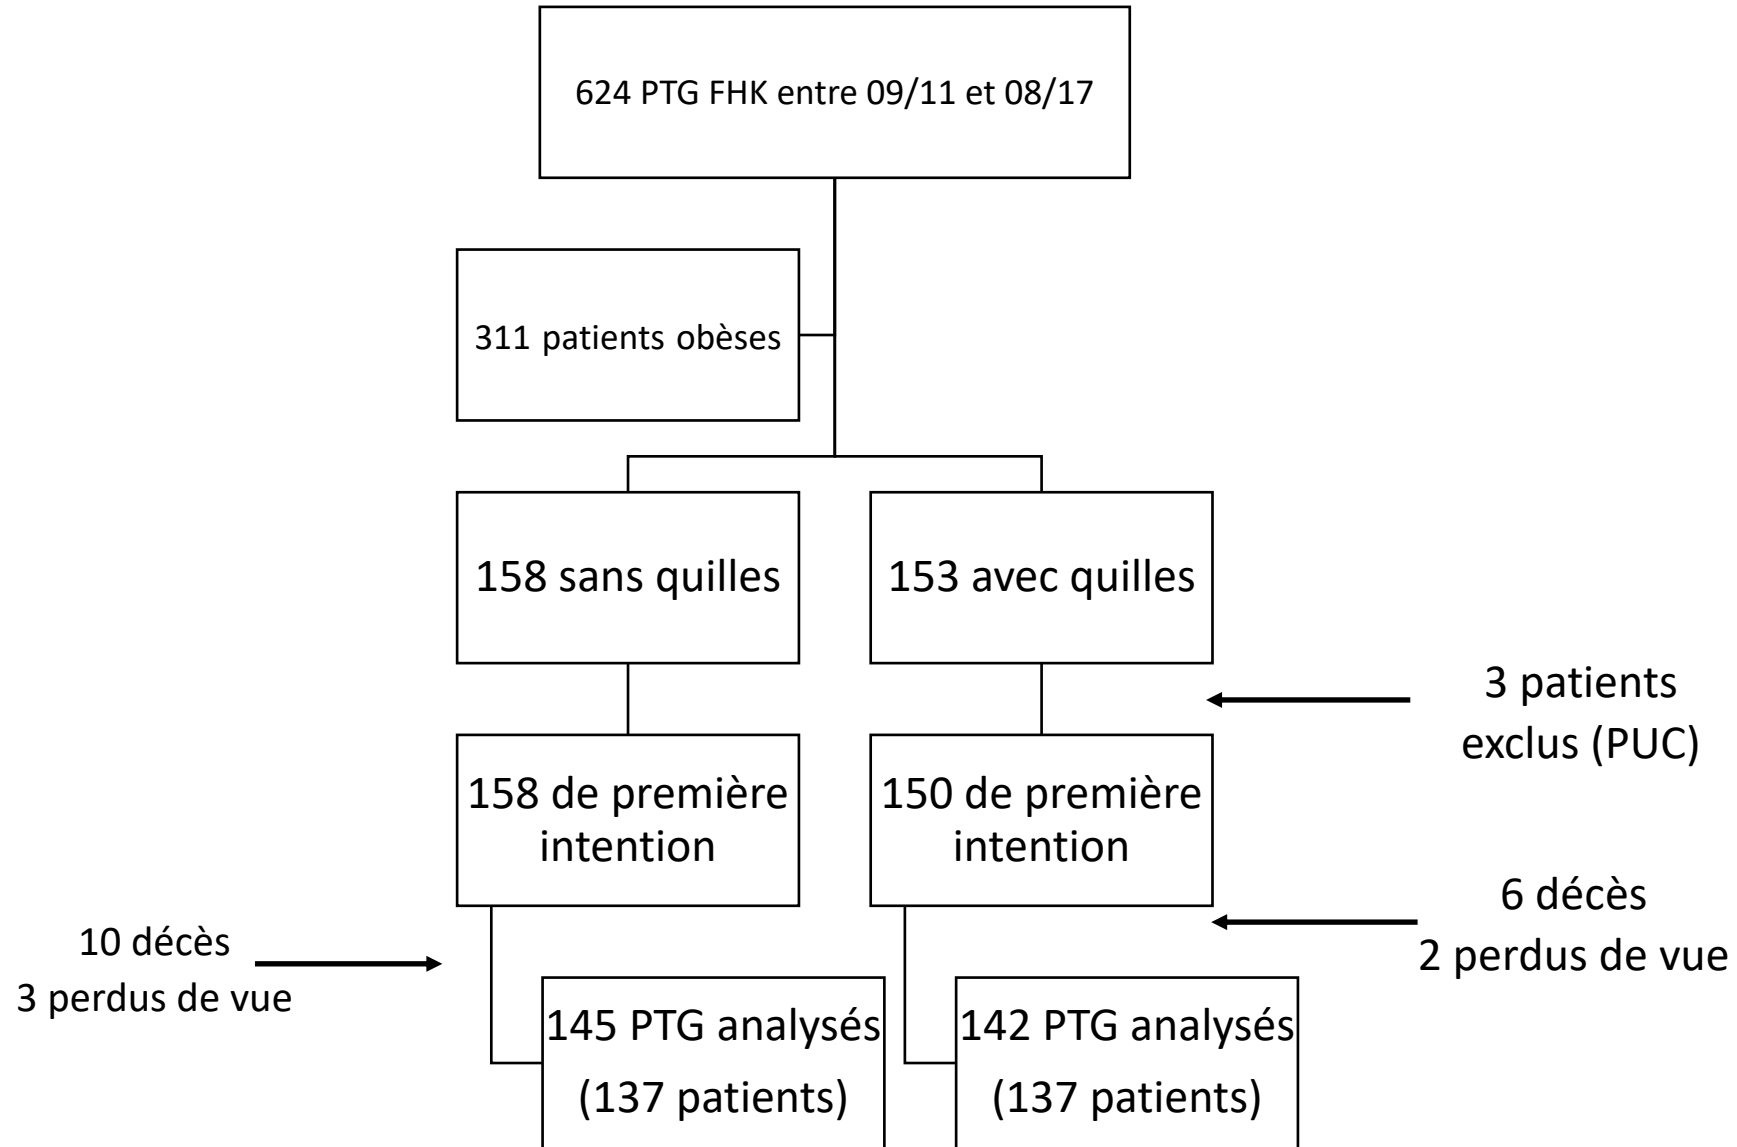 624 PTG FHK entre 09/11 et 08/17
311 patients obèses
158 sans quilles
153 avec quilles
3 patients
exclus (PUC)
158 de première
intention
150 de première
intention
6 décès
2 perdus de vue
10 décès
3 perdus de vue
145 PTG analysés
(137 patients)
142 PTG analysés
(137 patients)